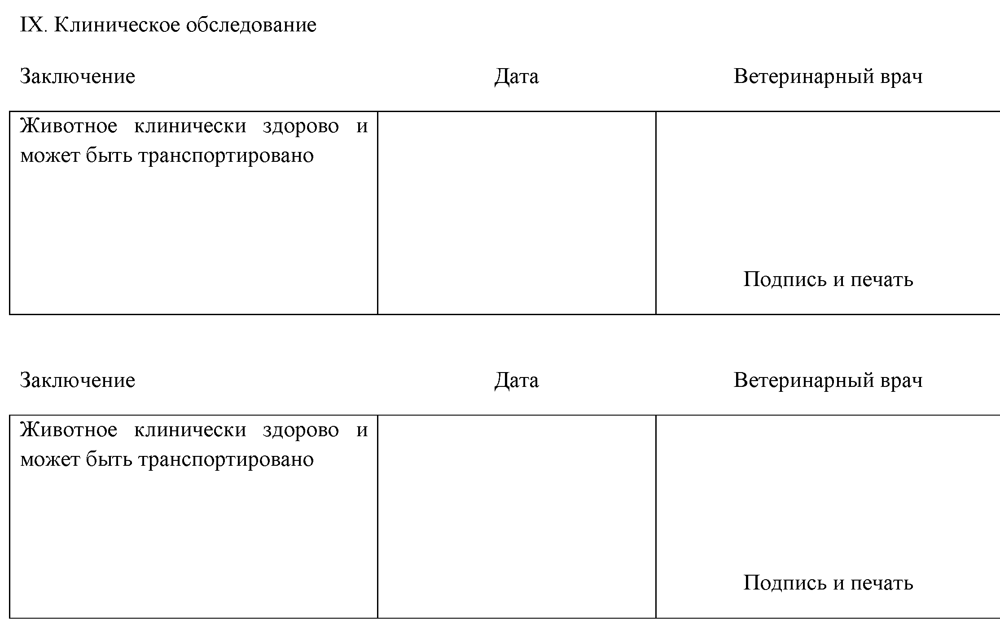 IX. Клиническое обследование
Заключение Дата Ветеринарный врач
Животное клинически здорово и
может быть транспортировано
Подпись и печать
Заключение Дата Ветеринарный врач
Животное клинически здорово и
может быть транспортировано
Подпись и печать